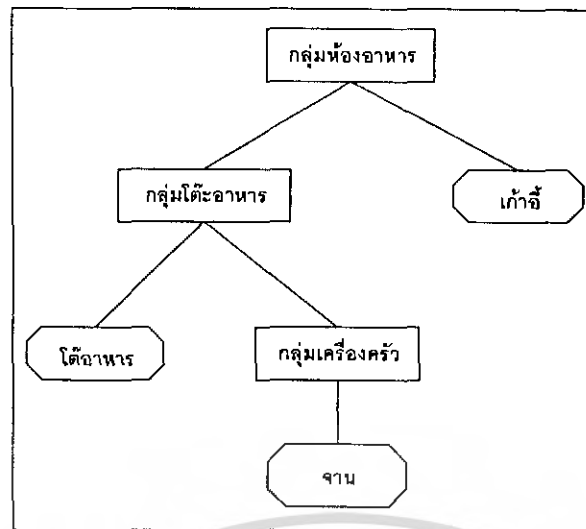 กลุ่มห้องอาหาร
กลุ่มโต๊ะอาหาร
เก้าอี้
โต๊อาหาร
กลุ่มเครื่องครัว
จาน